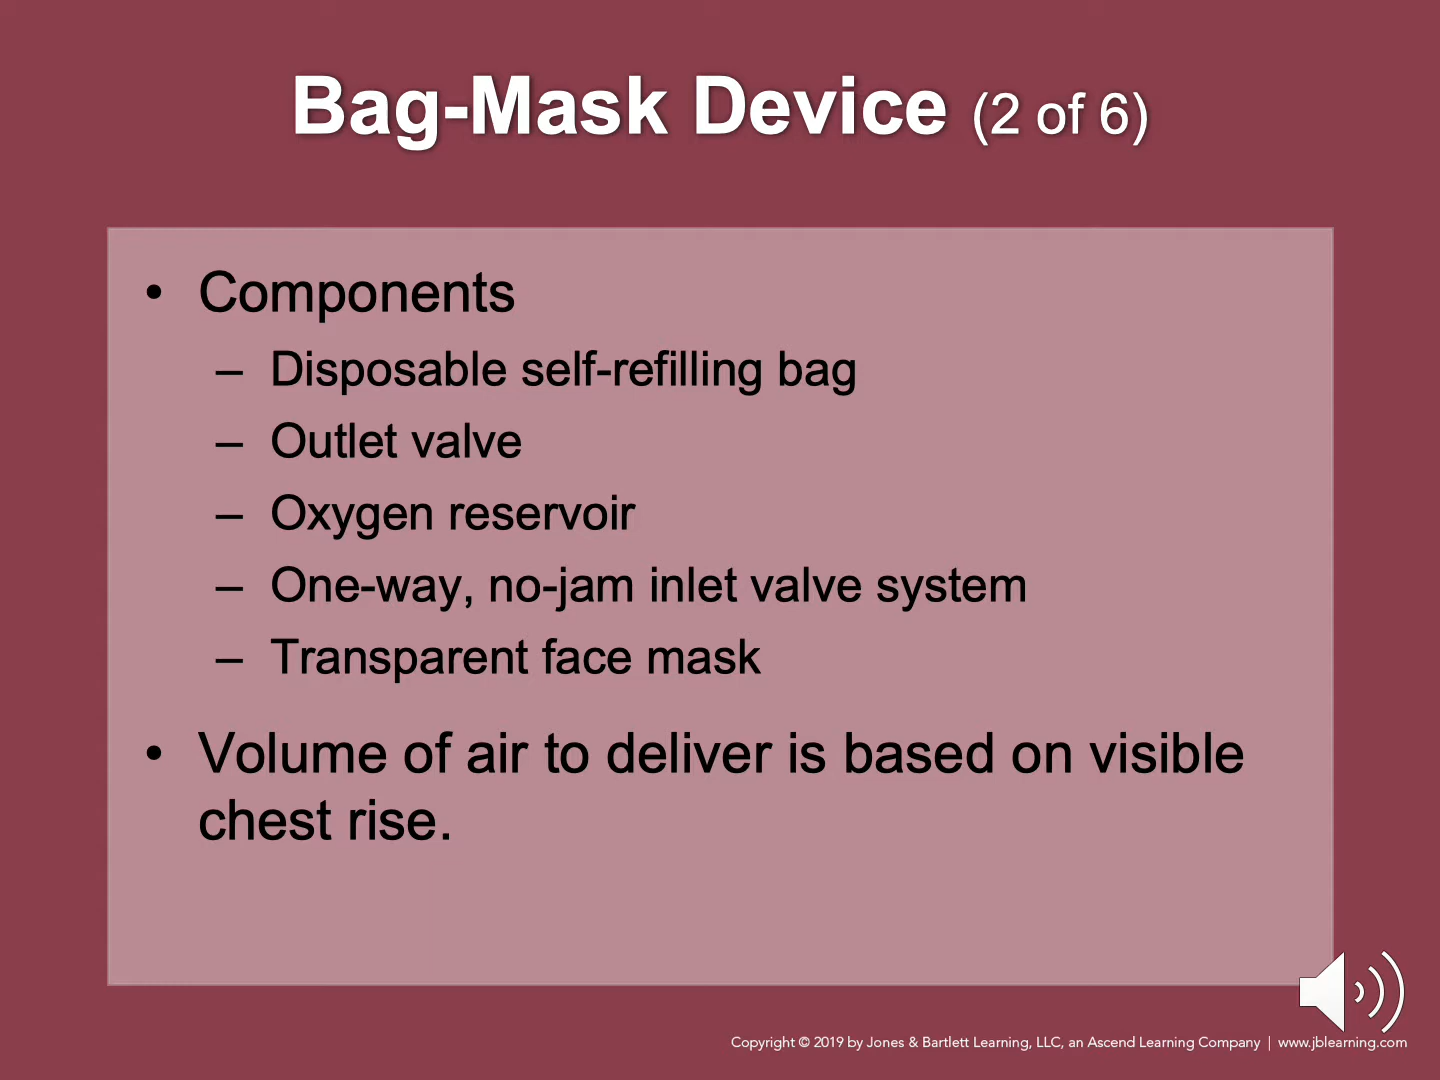 Bag-Mask Device (2 of 6)
• Components
– Disposable self-refilling bag
– Outlet valve
– Oxygen reservoir
– One-way, no-jam inlet valve system
– Transparent face mask
• Volume of air to deliver is based on visible
chest rise.
Copyright © 2019 by Jones & Bartlett Learning, LLC, an Ascend Learning Company | www.jblearning.com